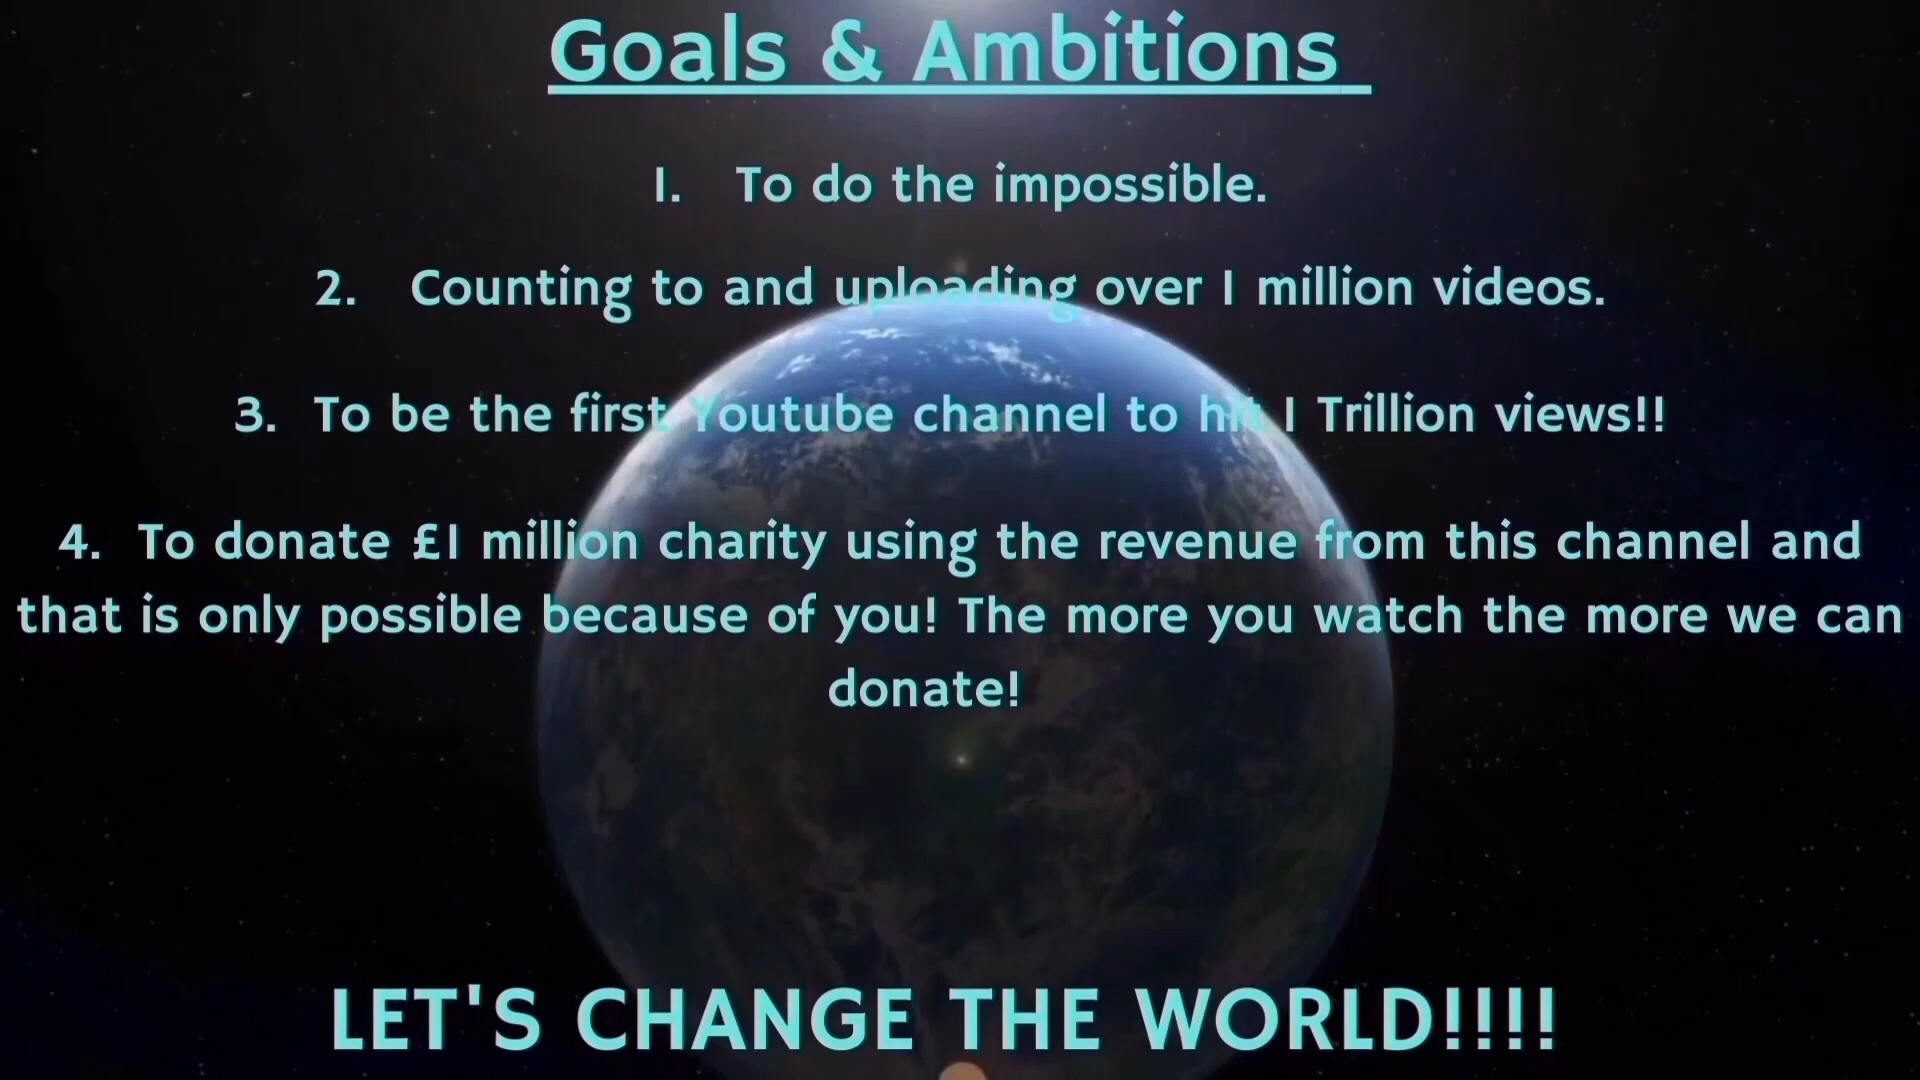 Goals & Ambitions
1. To do the impossible.
2. Counting to and uploading over 1 million videos.
3. To be the first Youtube channel to hit 1 Trillion views!!
4. To donate £1 million charity using the revenue from this channel and
that is only possible because of you! The more you watch the more we can
donate!
LET'S CHANGE THE WORLD!!!!